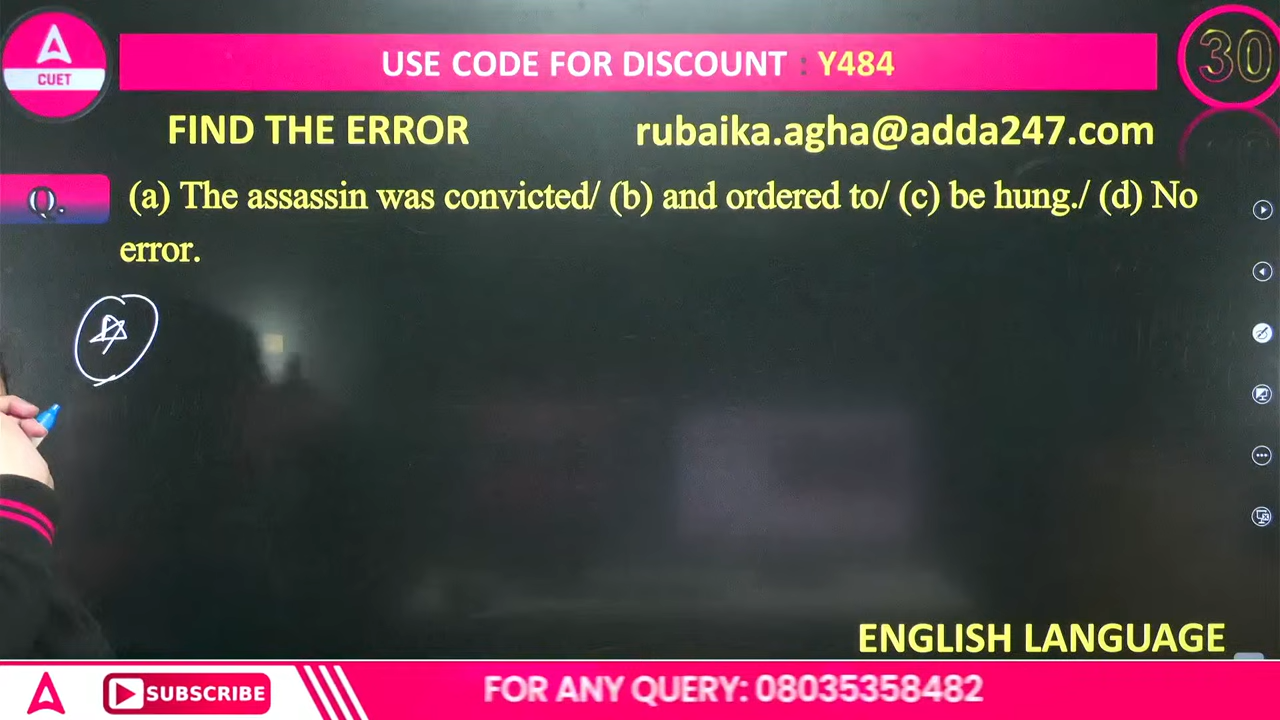 CUET
USE CODE FOR DISCOUNT : Y484
30
FIND THE ERROR
rubaika.agha@adda247.com
Q.
(a) The assassin was convicted/ (b) and ordered to/ (c) be hung./ (d) No
error.
ENGLISH LANGUAGE
SUBSCRIBE
FOR ANY QUERY: 08035358482